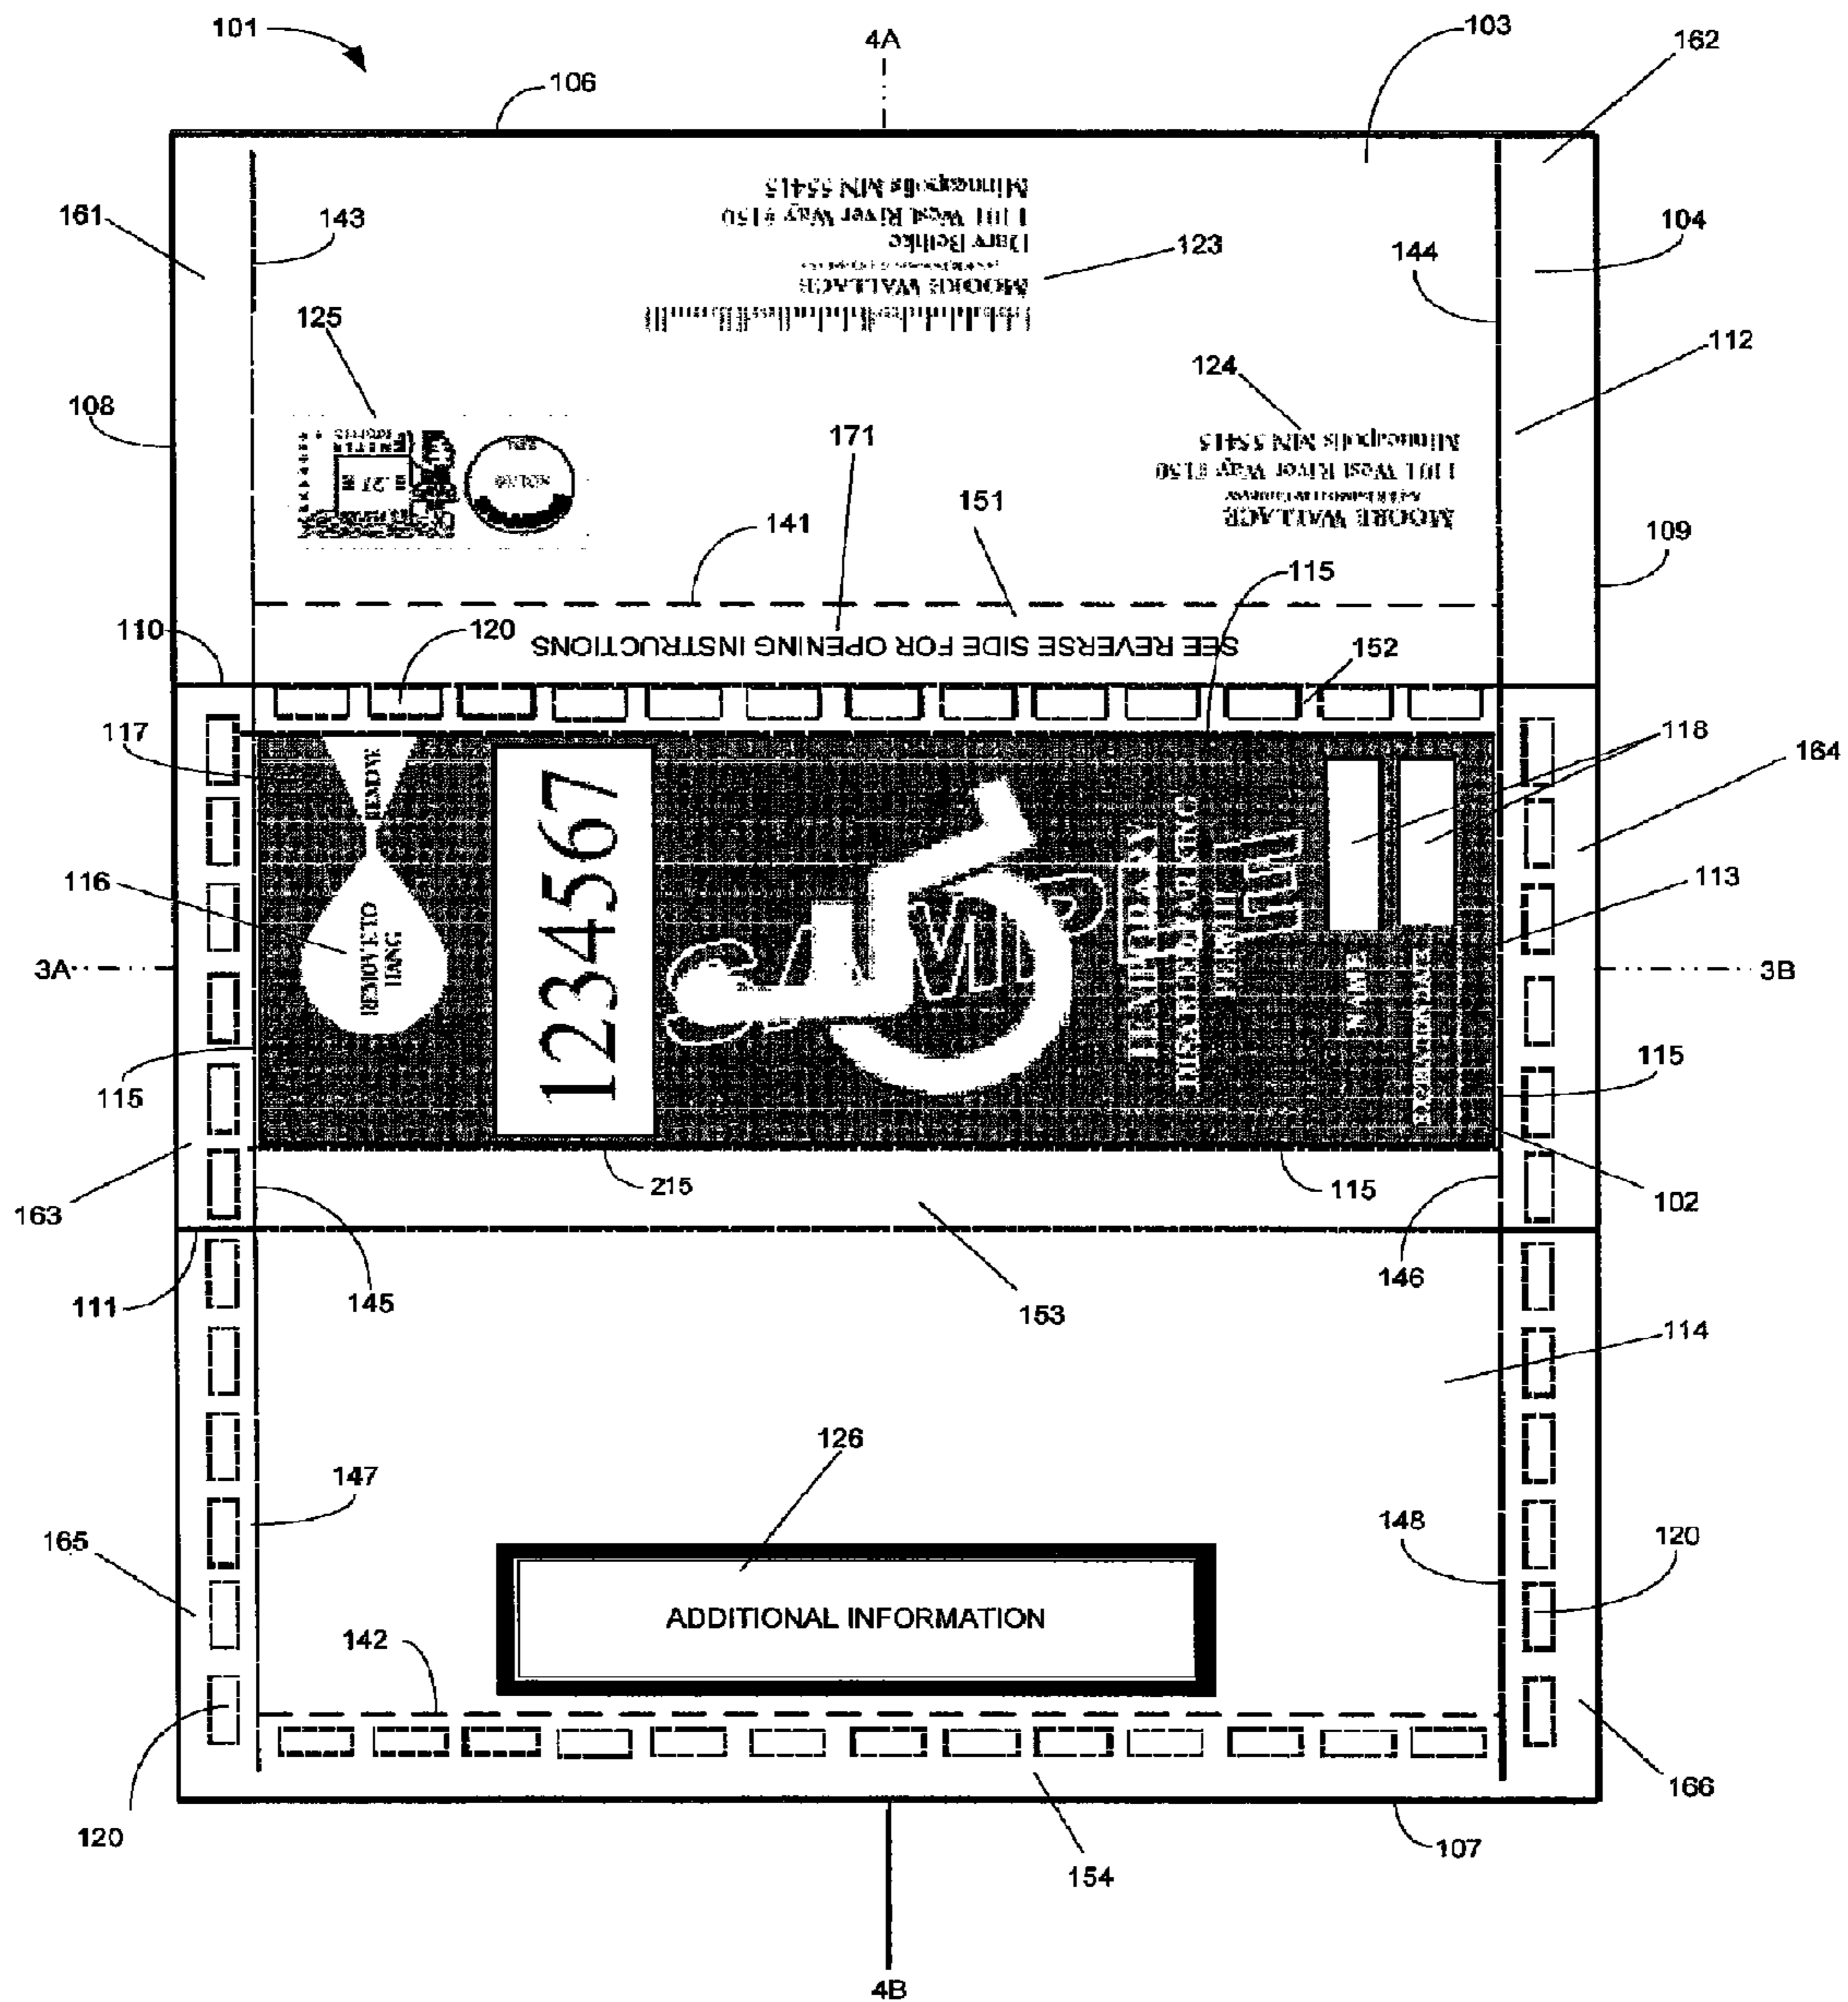 101
106
4A
103
162
161
143
144
104
123
Minneapolis MN 55415
1101 West River Way #150
MOORE WALLACE
125
124
112
108
171
151
141
Minneapolis MN 55415
1101 West River Way #150
MOORE WALLACE
115
109
110
120
SEE REVERSE SIDE FOR OPENING INSTRUCTIONS
152
117
118
164
116
113
REMOVE
REMOVE TO
HANG
1234567
TEMPORARY
NAME
3A
3B
115
115
163
215
115
102
111
145
153
146
114
126
147
148
165
120
ADDITIONAL INFORMATION
142
120
154
166
107
4B